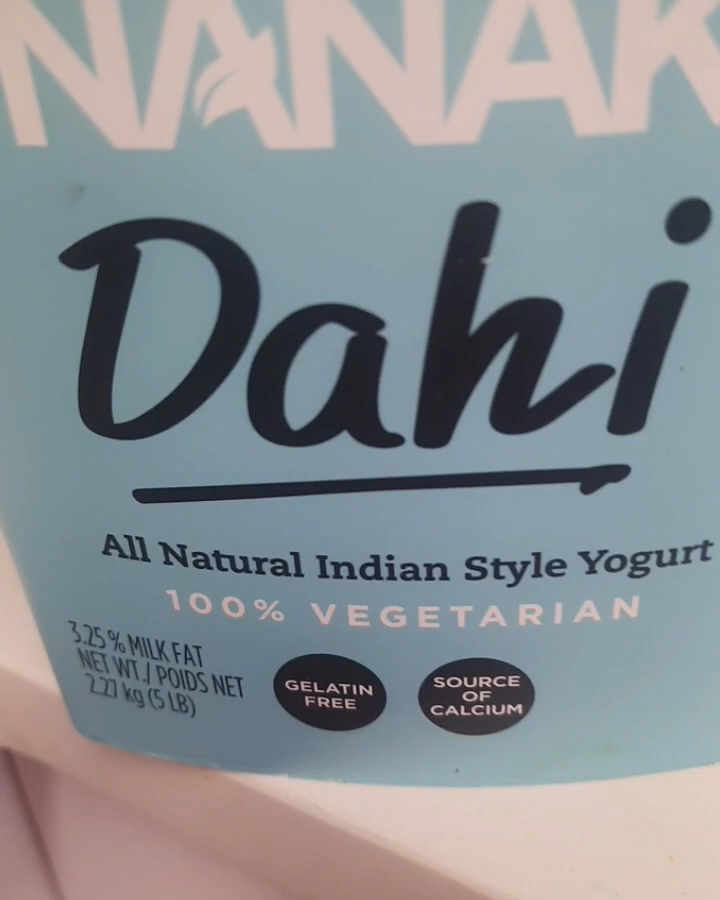 NANAK
Dahi
All Natural Indian Style Yogurt
100% VEGETARIAN
3.25% MILK FAT
NET WT./POIDS NET
2.27 kg (5 LB)
GELATIN
FREE
SOURCE
OF
CALCIUM